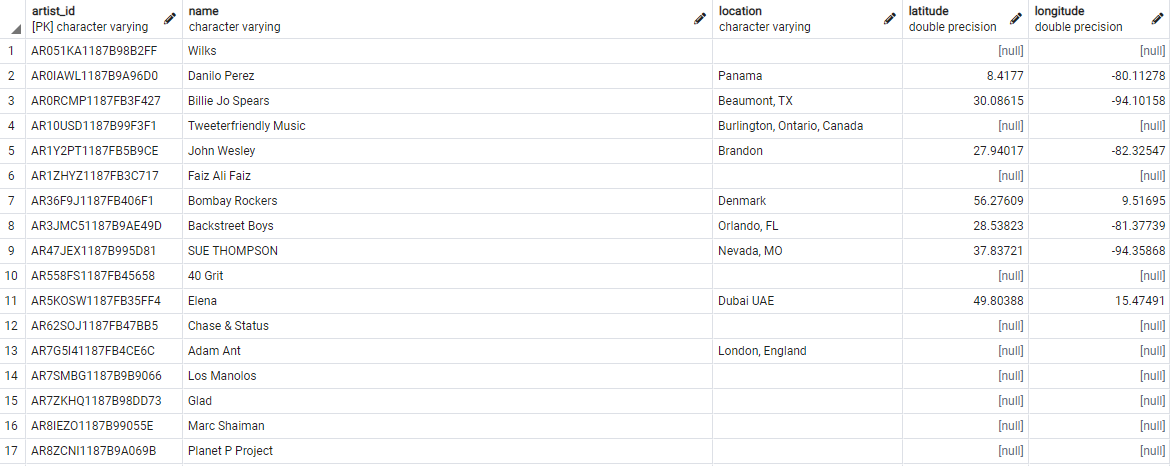 artist_id name location latitude longitude
[PK] character varying character varying character varying double precision double precision
1 AR051KA1187B98B2FF Wilks [null] [null]
2 AR0IAWL1187B9A96D0 Danilo Perez Panama 8.4177 -80.11278
3 AR0RCMP1187FB3F427 Billie Jo Spears Beaumont, TX 30.08615 -94.10158
4 AR10USD1187B99F3F1 Tweeterfriendly Music Burlington, Ontario, Canada [null] [null]
5 AR1Y2PT1187FB5B9CE John Wesley Brandon 27.94017 -82.32547
6 AR1ZHYZ1187FB3C717 Faiz Ali Faiz [null] [null]
7 AR36F9J1187FB406F1 Bombay Rockers Denmark 56.27609 9.51695
8 AR3JMC51187B9AE49D Backstreet Boys Orlando, FL 28.53823 -81.37739
9 AR47JEX1187B995D81 SUE THOMPSON Nevada, MO 37.83721 -94.35868
10 AR558FS1187FB45658 40 Grit [null] [null]
11 AR5KOSW1187FB35FF4 Elena Dubai UAE 49.80388 15.47491
12 AR62SOJ1187FB47BB5 Chase & Status [null] [null]
13 AR7G5I41187FB4CE6C Adam Ant London, England [null] [null]
14 AR7SMBG1187B9B9066 Los Manolos [null] [null]
15 AR7ZKHQ1187B98DD73 Glad [null] [null]
16 AR8IEZO1187B99055E Marc Shaiman [null] [null]
17 AR8ZCNI1187B9A069B Planet P Project [null] [null]